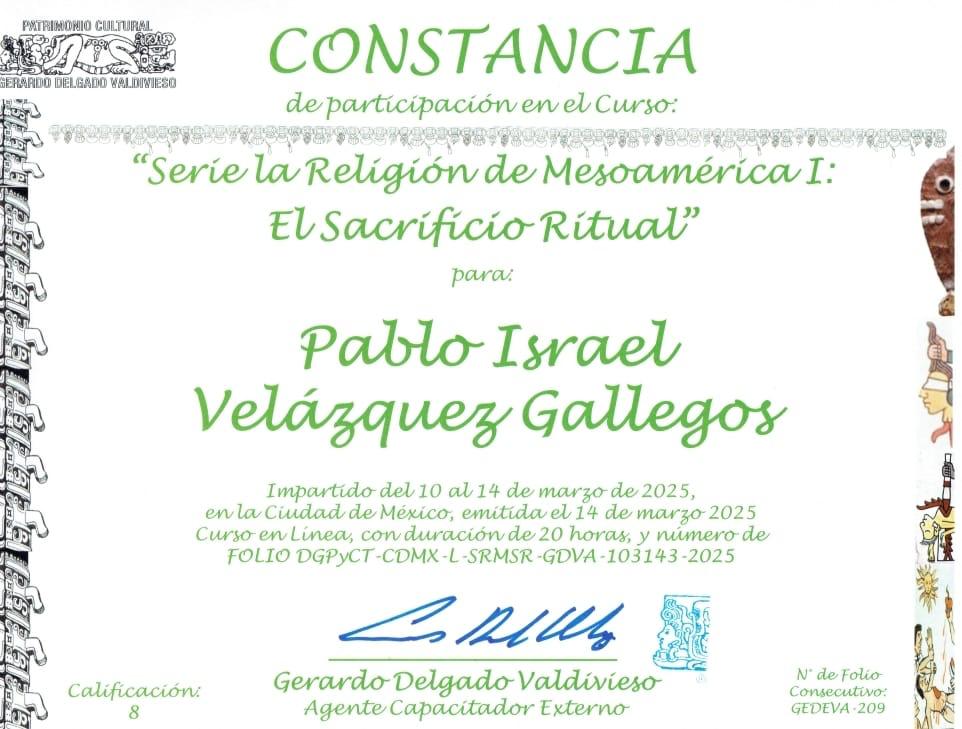 PATRIMONIO CULTURAL
GERARDO DELGADO VALDIVIESO
CONSTANCIA
de participación en el Curso:
“Serie la Religión de Mesoamérica I:
El Sacrificio Ritual”
para:
Pablo Israel
Velázquez Gallegos
Impartido del 10 al 14 de marzo de 2025,
en la Ciudad de México, emitida el 14 de marzo 2025
Curso en Línea, con duración de 20 horas, y número de
FOLIO DGPyCT-CDMX-L-SRMSR-GDVA-103143-2025
Gerardo Delgado Valdivieso
Agente Capacitador Externo
Calificación:
8
N° de Folio
Consecutivo:
GEDEVA-209